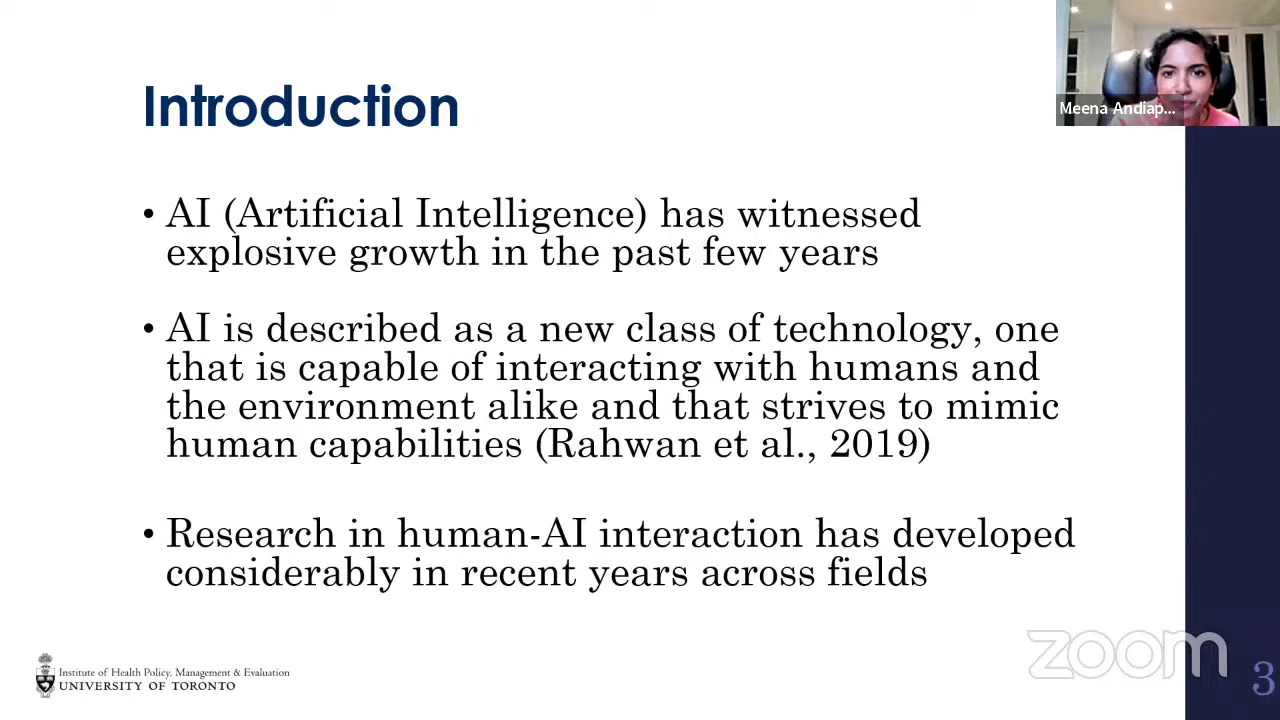 Introduction
Meena Andiap...
• AI (Artificial Intelligence) has witnessed
explosive growth in the past few years
• AI is described as a new class of technology, one
that is capable of interacting with humans and
the environment alike and that strives to mimic
human capabilities (Rahwan et al., 2019)
• Research in human-AI interaction has developed
considerably in recent years across fields
Institute of Health Policy, Management & Evaluation
UNIVERSITY OF TORONTO
zoom
3